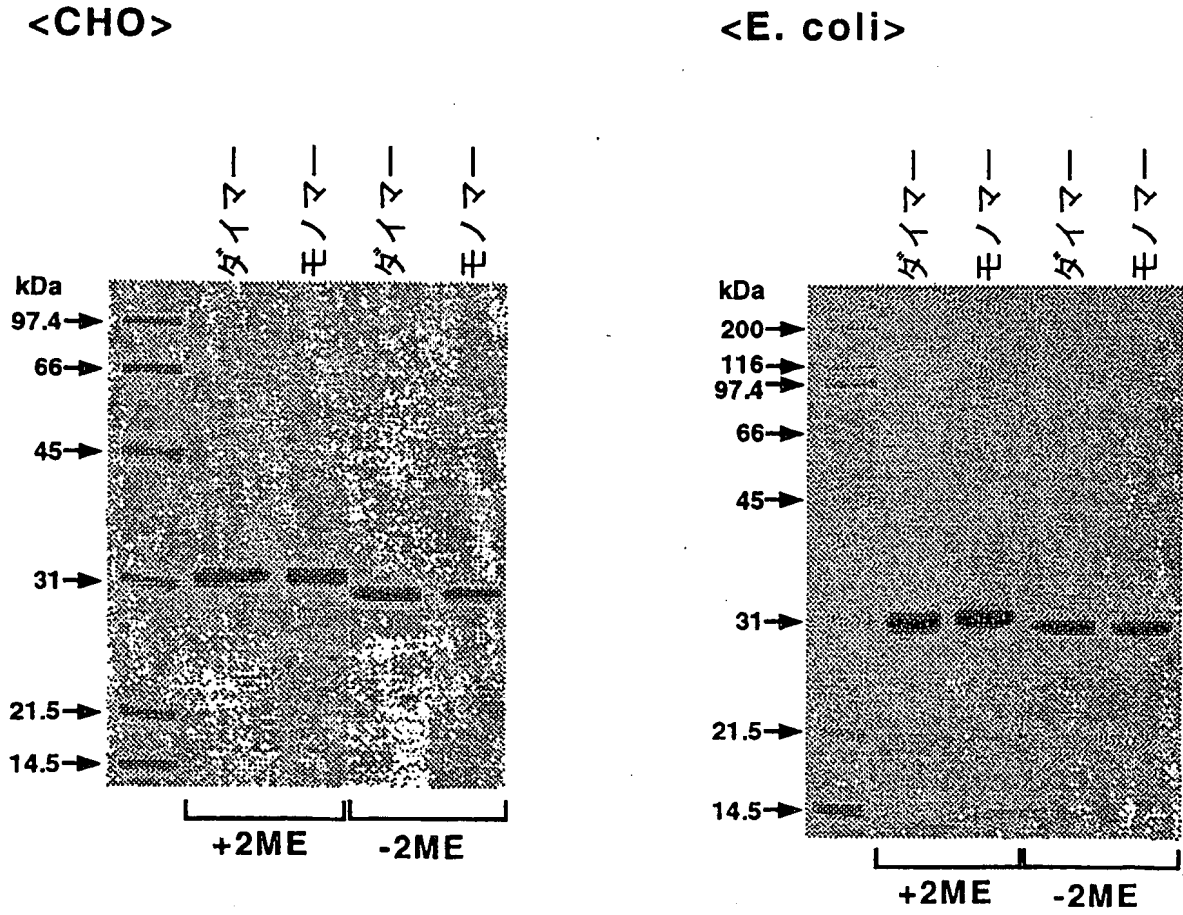 <CHO>
ダイマー
モノマー
ダイマー
モノマー
kDa
97.4
66
45
31
21.5
14.5
+2ME
-2ME
<E. coli>
ダイマー
モノマー
ダイマー
モノマー
kDa
200
116
97.4
66
45
31
21.5
14.5
+2ME
-2ME